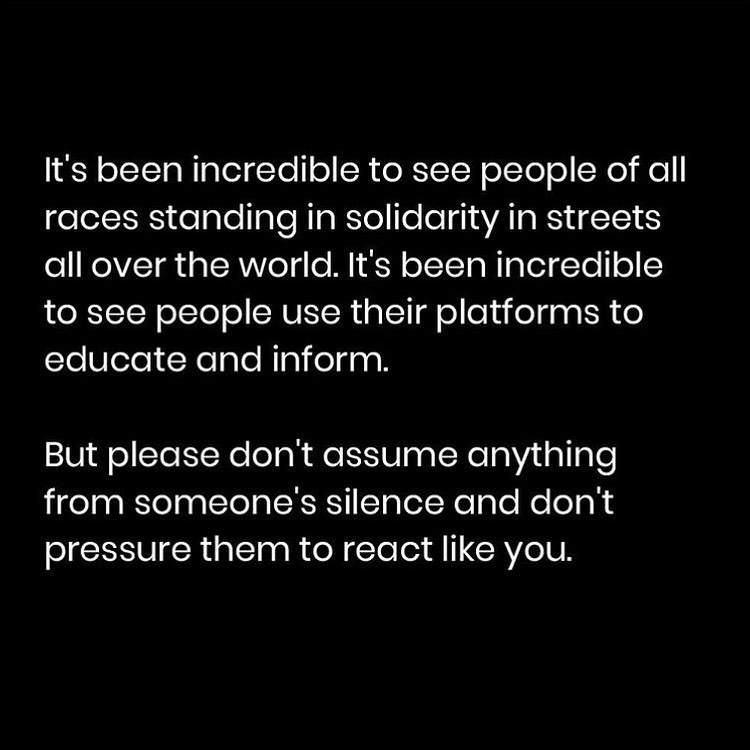 It's been incredible to see people of all
races standing in solidarity in streets
all over the world. It's been incredible
to see people use their platforms to
educate and inform.
But please don't assume anything
from someone's silence and don't
pressure them to react like you.